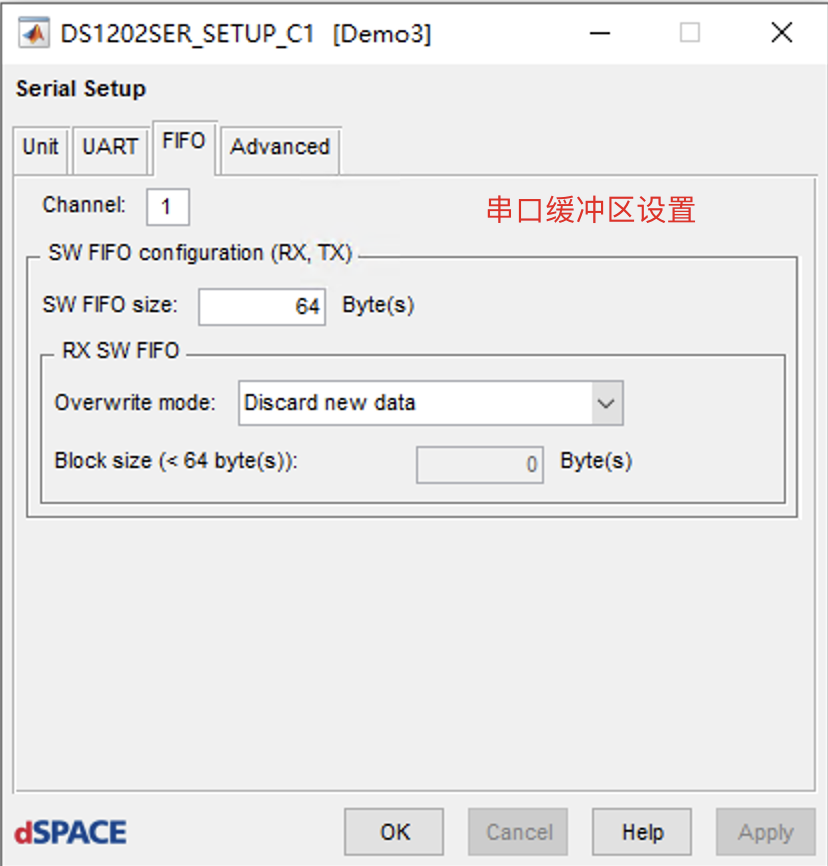 DS1202SER_SETUP_C1 [Demo3]
Serial Setup
Unit UART FIFO Advanced
Channel: 1
串口缓冲区设置
SW FIFO configuration (RX, TX)
SW FIFO size: 64 Byte(s)
RX SW FIFO
Overwrite mode: Discard new data
Block size (< 64 byte(s)): 0 Byte(s)
dSPACE OK Cancel Help Apply